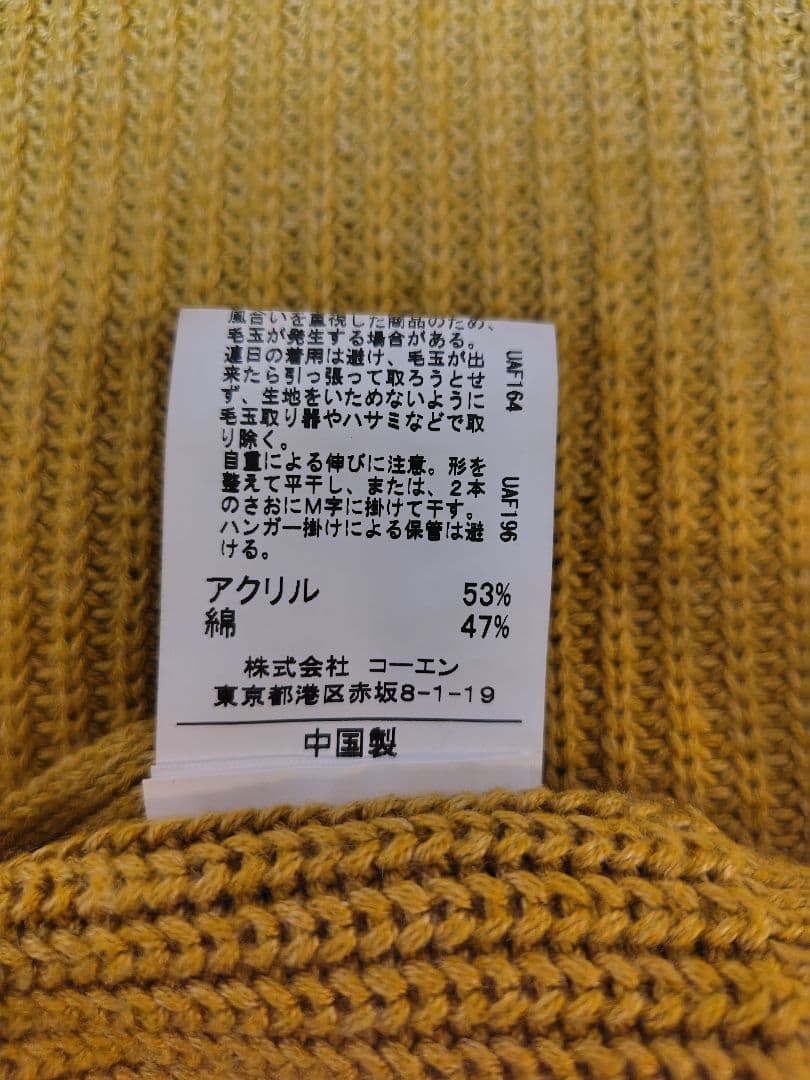 風合いを重視した商品のため、
毛玉が発生する場合がある。
連日の着用は避け、毛玉が出
来たら引っ張って取ろうとせ
ず、生地をいためないように
毛玉取り器やハサミなどで取
り除く。
自重による伸びに注意。形を
整えて平干し、または、2本
のさおにM字に掛けて干す。
ハンガー掛けによる保管は避
ける。
UAF164
UAF196
アクリル 53%
綿 47%
株式会社 コーエン
東京都港区赤坂8-1-19
中国製